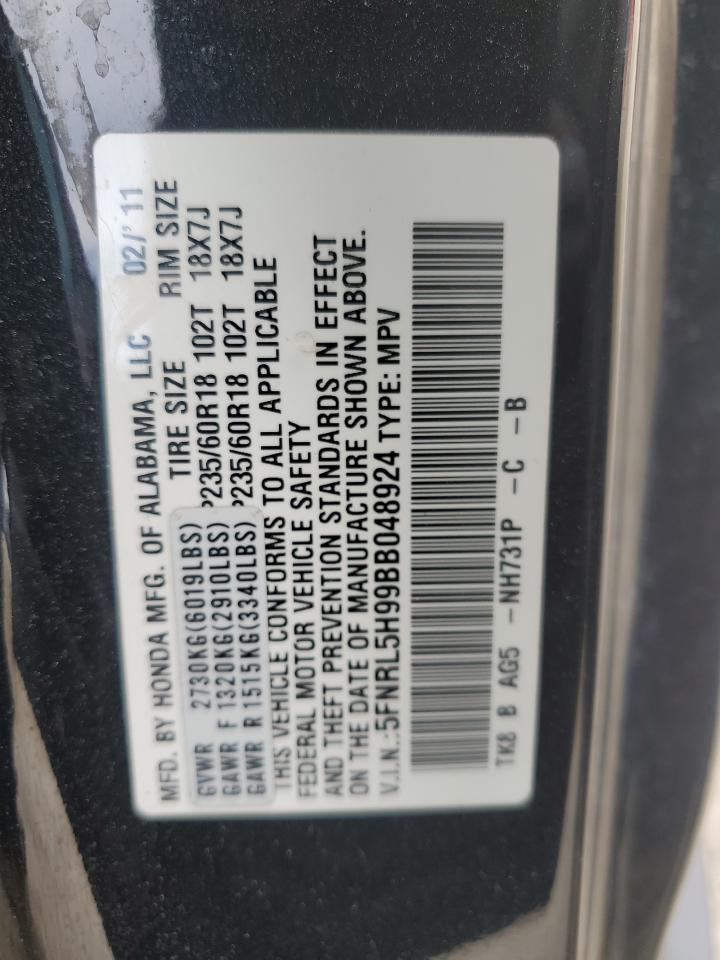 MFD. BY HONDA MFG. OF ALABAMA, LLC 02/'11
TIRE SIZE RIM SIZE
GVWR 2730KG(6019LBS)
GAWR F 1320KG(2910LBS) P235/60R18 102T 18X7J
GAWR R 1515KG(3340LBS) P235/60R18 102T 18X7J
THIS VEHICLE CONFORMS TO ALL APPLICABLE
FEDERAL MOTOR VEHICLE SAFETY
AND THEFT PREVENTION STANDARDS IN EFFECT
ON THE DATE OF MANUFACTURE SHOWN ABOVE.
V.I.N.:5FNRL5H99BB048924 TYPE: MPV
TK8 B AG5 -NH731P -C -B